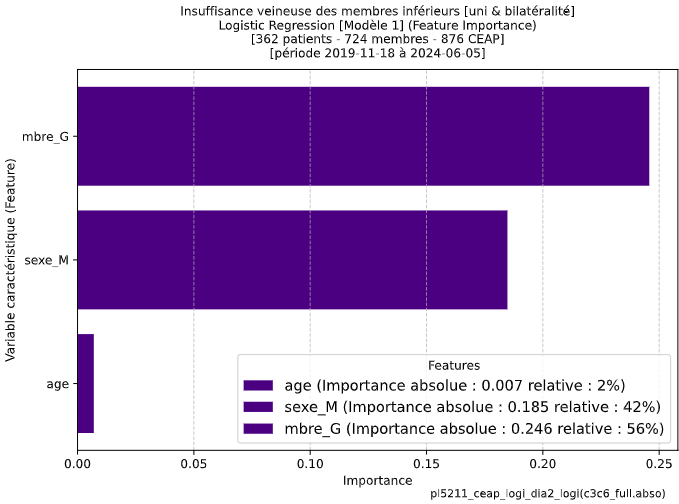 Insuffisance veineuse des membres inférieurs [uni & bilatéralité]
Logistic Regression [Modèle 1] (Feature Importance)
[362 patients - 724 membres - 876 CEAP]
[période 2019-11-18 à 2024-06-05]
Variable caractéristique (Feature)
mbre_G
sexe_M
age
Features
age (Importance absolue : 0.007 relative : 2%)
sexe_M (Importance absolue : 0.185 relative : 42%)
mbre_G (Importance absolue : 0.246 relative : 56%)
0.00 0.05 0.10 0.15 0.20 0.25
Importance
pl5211_ceap_logi_dia2_logi(c3c6_full.abso)